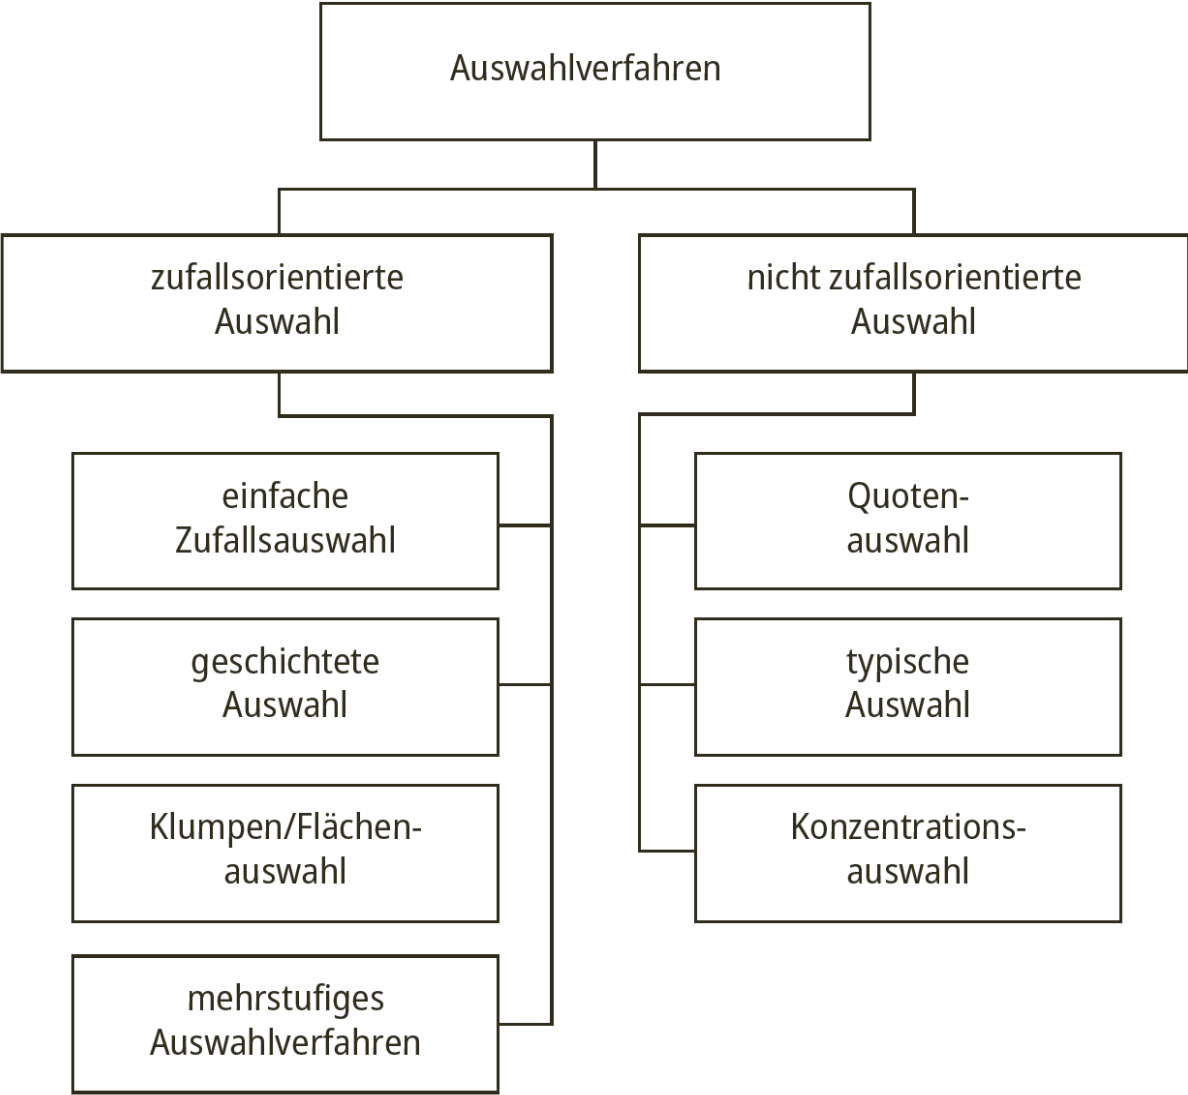 Auswahlverfahren
zufallsorientierte
Auswahl
nicht zufallsorientierte
Auswahl
einfache
Zufallsauswahl
geschichtete
Auswahl
Klumpen/Flächen-
auswahl
mehrstufiges
Auswahlverfahren
Quoten-
auswahl
typische
Auswahl
Konzentrations-
auswahl